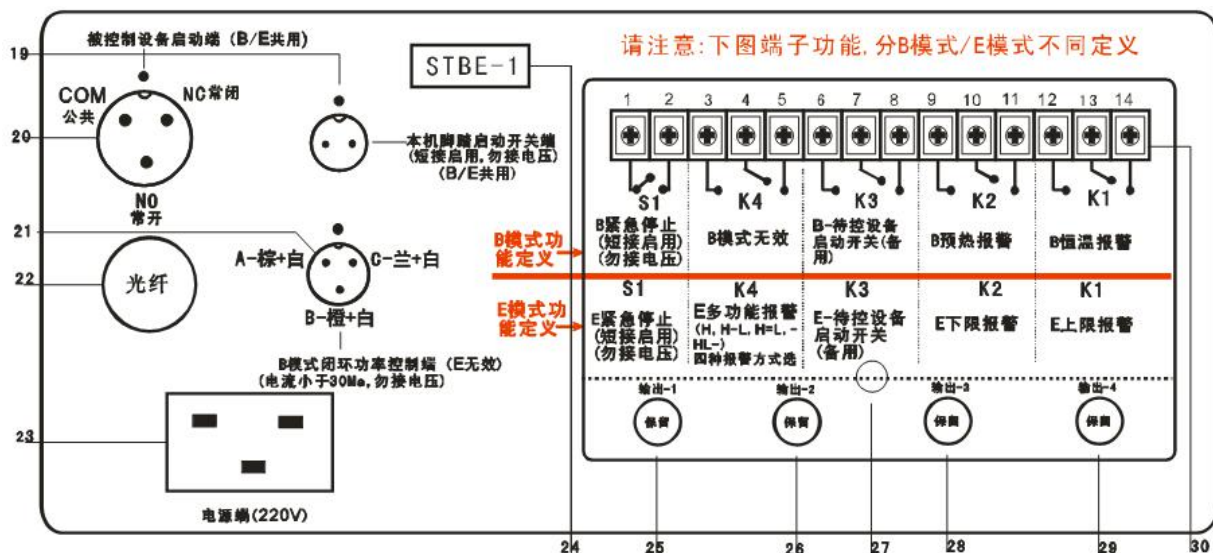 请注意:下图端子功能,分B模式/E模式不同定义
19
被控制设备启动端 (B/E共用)
COM
公共
NC常闭
20
NO
常开
本机脚踏启动开关端
(短接启用,勿接电压)
(B/E共用)
STBE-1
21
A-棕+白
C-兰+白
B-橙+白
22
光纤
B模式闭环功率控制端 (E无效)
(电流小于30Ma,勿接电压)
23
电源端(220V)
1 2 3 4 5 6 7 8 9 10 11 12 13 14
S1 K4 K3 K2 K1
B模式功
能定义
B紧急停止
(短接启用)
(勿接电压)
B模式无效
B-待控设备
启动开关(备
用)
B预热报警
B恒温报警
S1 K4 K3 K2 K1
E模式功
能定义
E紧急停止
(短接启用)
(勿接电压)
E多功能报警
(H, H-L, H=L, -
HL-)
四种报警方式选
E-待控设备
启动开关
(备用)
E下限报警
E上限报警
输出-1 输出-2 输出-3 输出-4
保留 保留 保留 保留
24 25 26 27 28 29 30